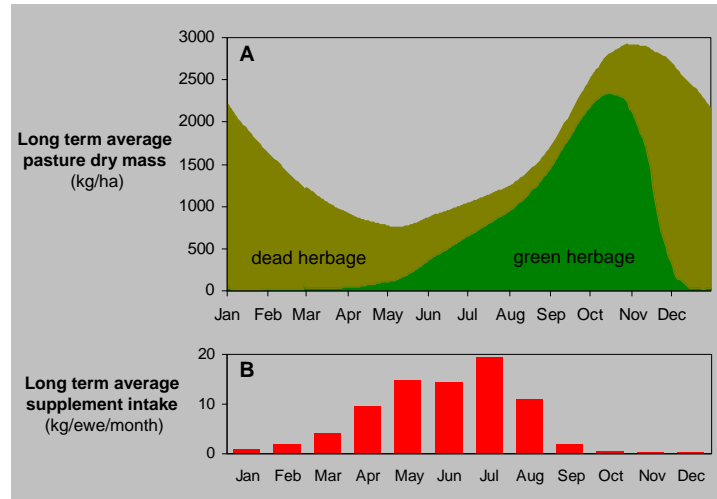 A
3000
2500
2000
1500
1000
500
0
Long term average
pasture dry mass
(kg/ha)
dead herbage
green herbage
Jan Feb Mar Apr May Jun Jul Aug Sep Oct Nov Dec
B
20
10
0
Long term average
supplement intake
(kg/ewe/month)
Jan Feb Mar Apr May Jun Jul Aug Sep Oct Nov Dec